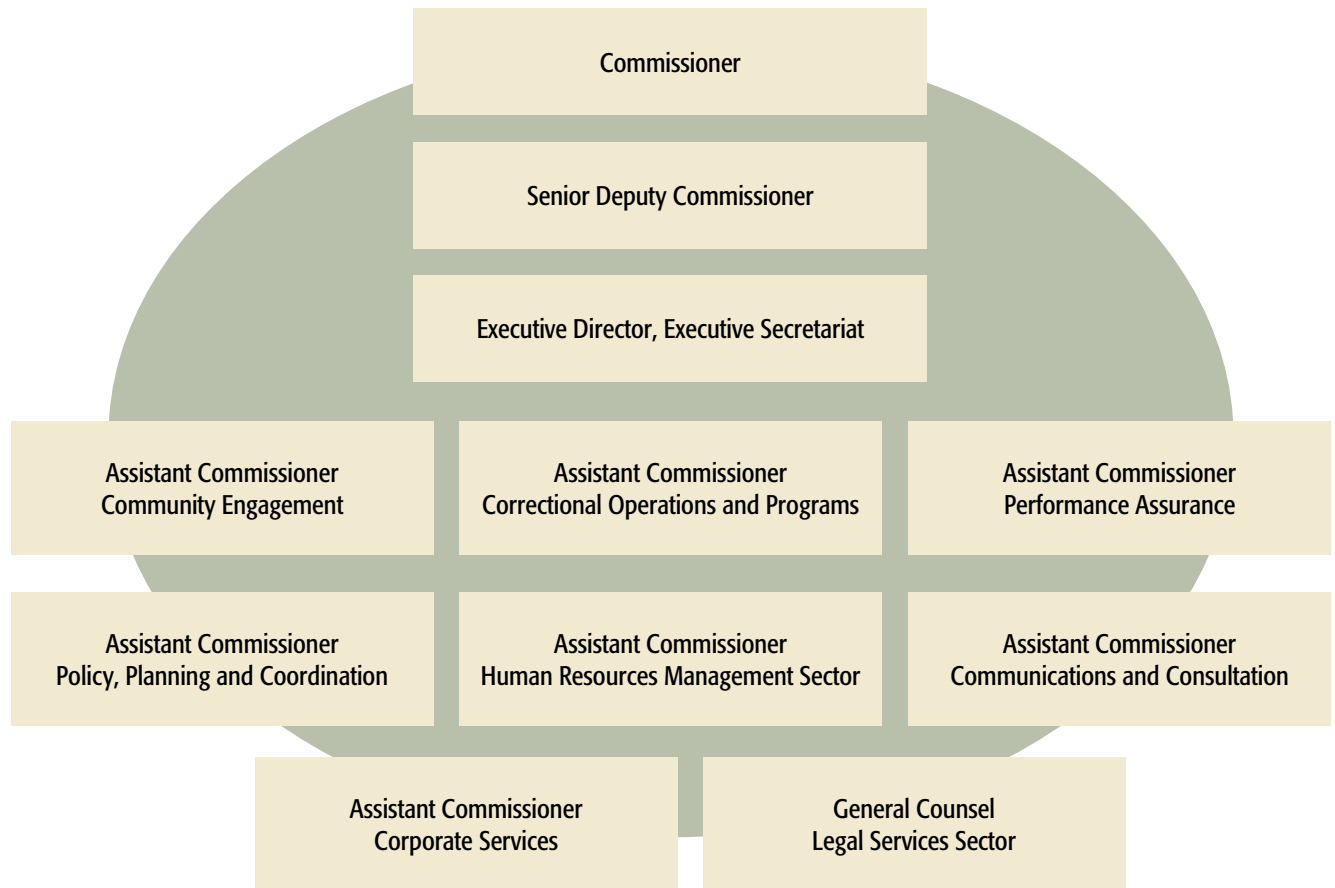 Commissioner
Senior Deputy Commissioner
Executive Director, Executive Secretariat
Assistant Commissioner
Community Engagement
Assistant Commissioner
Correctional Operations and Programs
Assistant Commissioner
Performance Assurance
Assistant Commissioner
Policy, Planning and Coordination
Assistant Commissioner
Human Resources Management Sector
Assistant Commissioner
Communications and Consultation
Assistant Commissioner
Corporate Services
General Counsel
Legal Services Sector